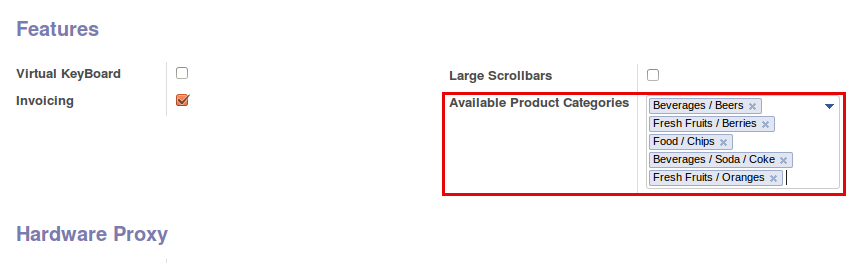 Features
Virtual KeyBoard
Invoicing
Large Scrollbars
Available Product Categories
Beverages / Beers
Fresh Fruits / Berries
Food / Chips
Beverages / Soda / Coke
Fresh Fruits / Oranges
Hardware Proxy